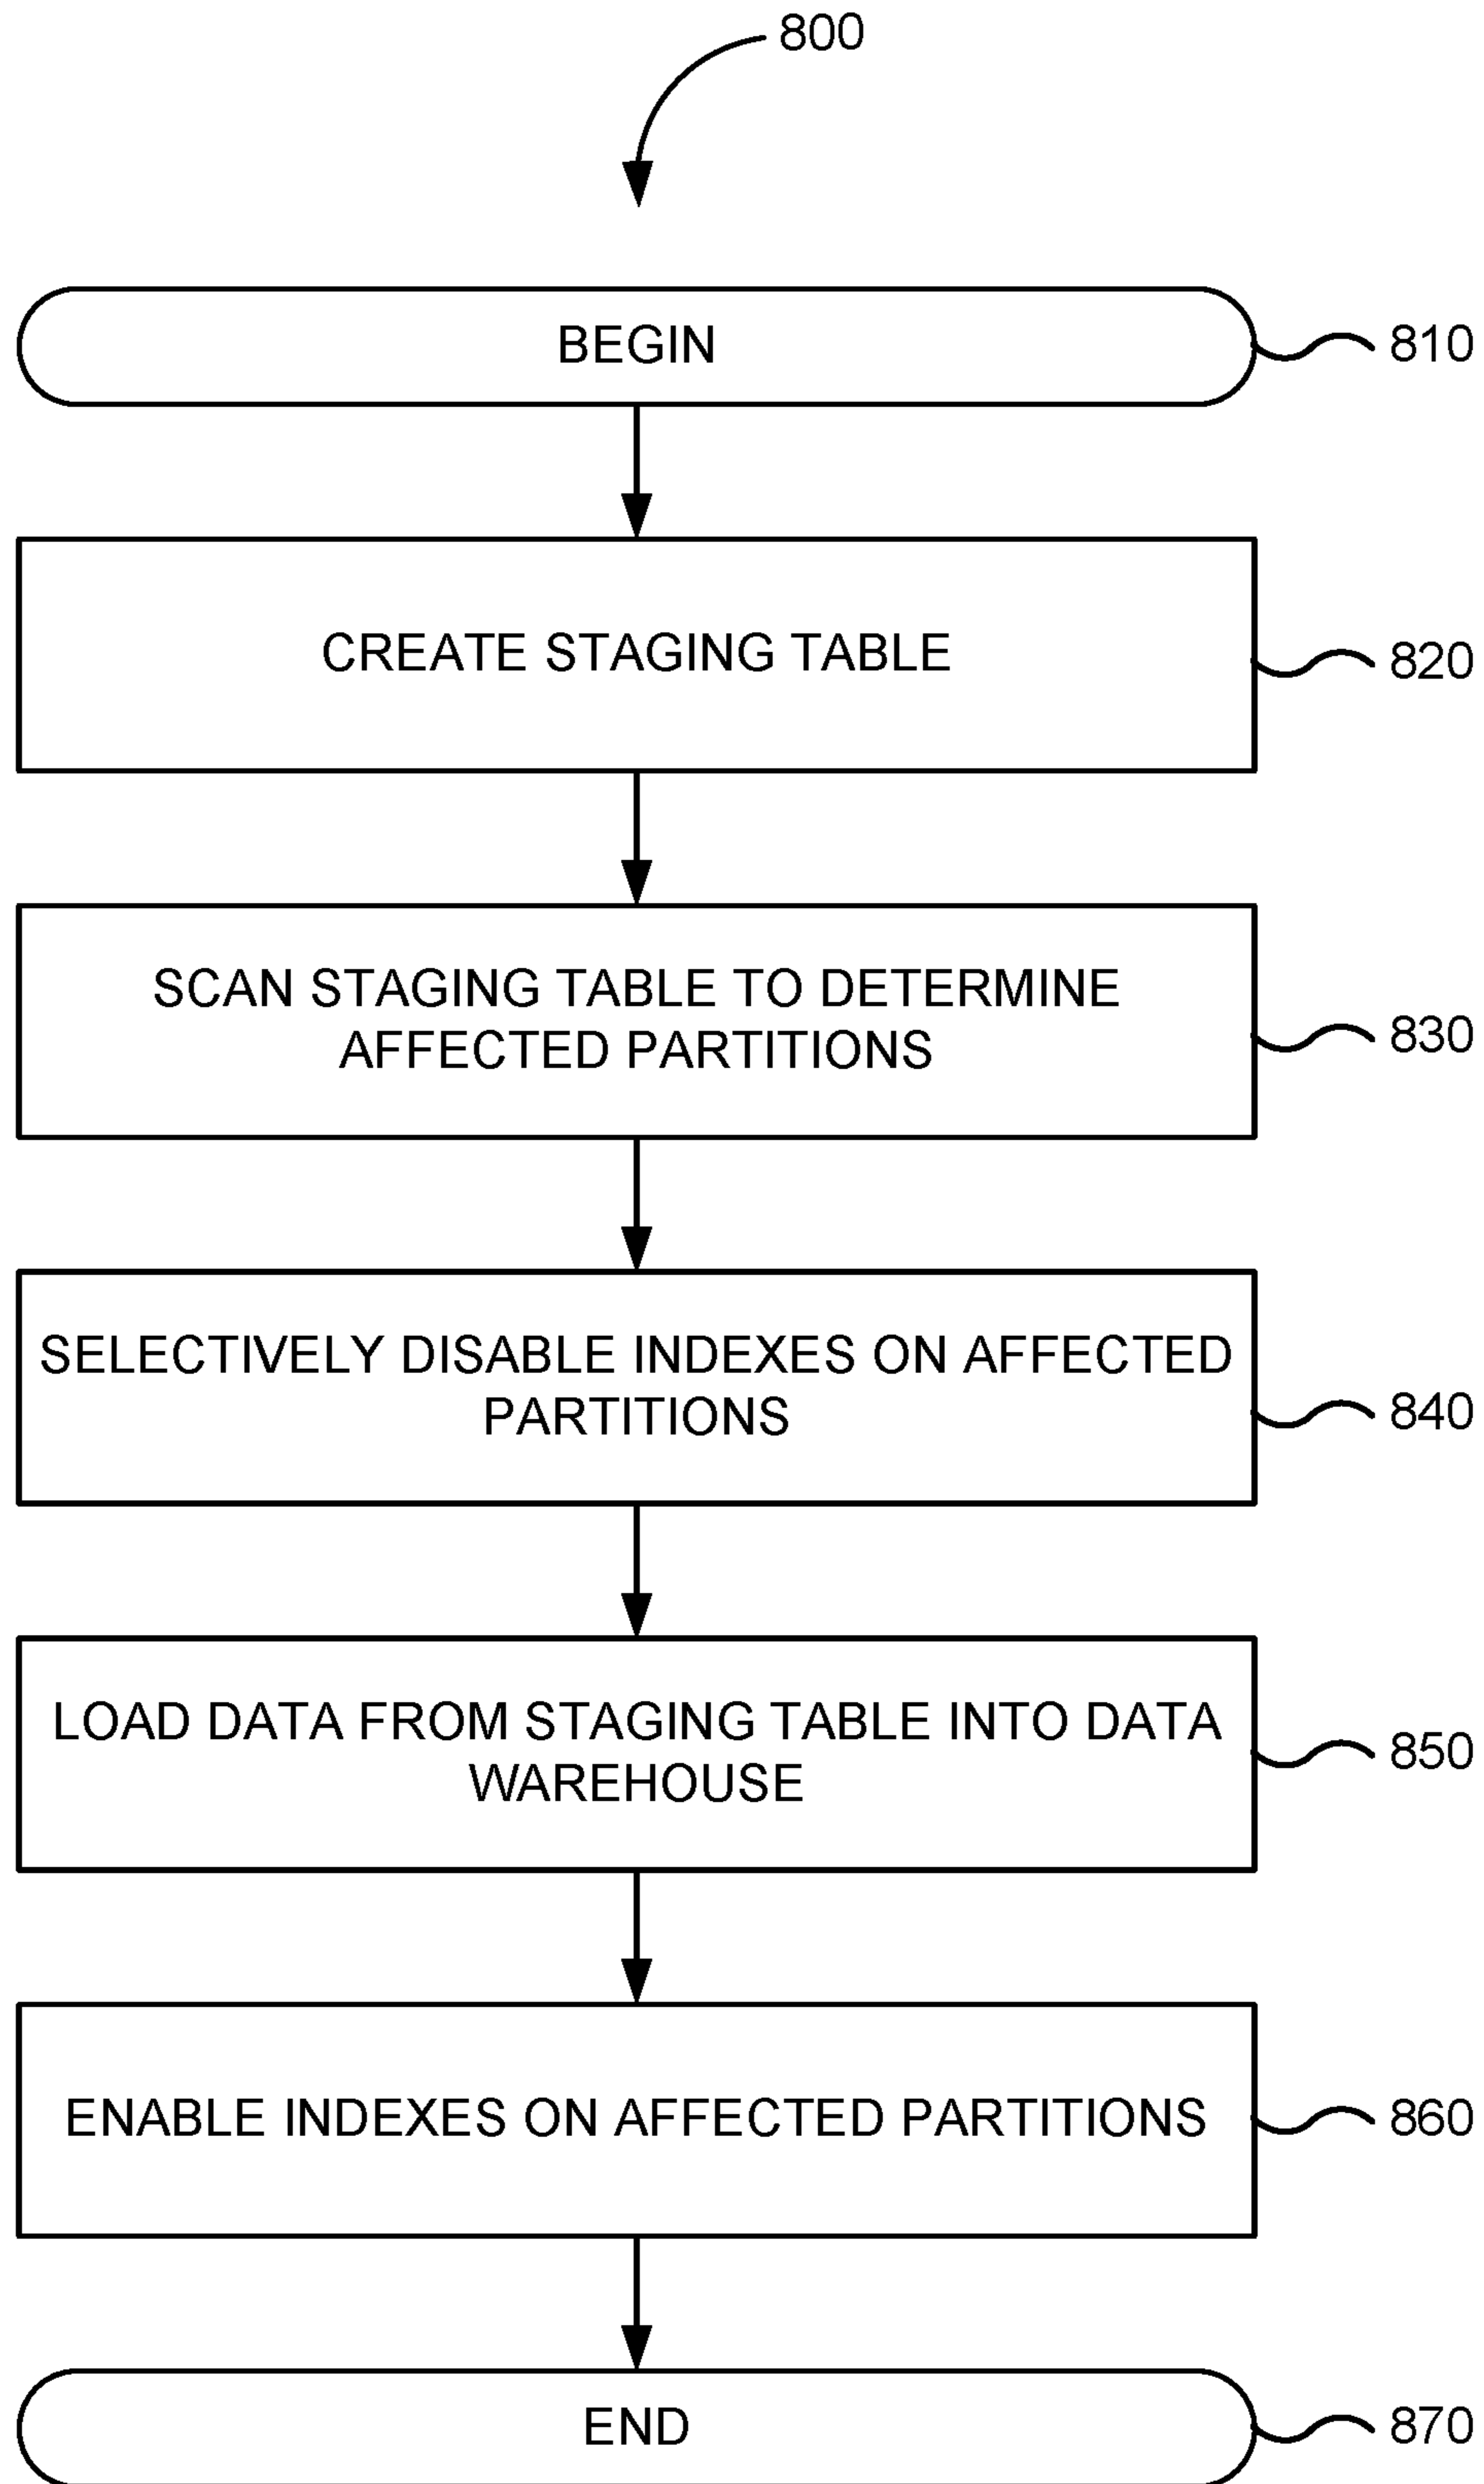 800
BEGIN
810
CREATE STAGING TABLE
820
SCAN STAGING TABLE TO DETERMINE
AFFECTED PARTITIONS
830
SELECTIVELY DISABLE INDEXES ON AFFECTED
PARTITIONS
840
LOAD DATA FROM STAGING TABLE INTO DATA
WAREHOUSE
850
ENABLE INDEXES ON AFFECTED PARTITIONS
860
END
870